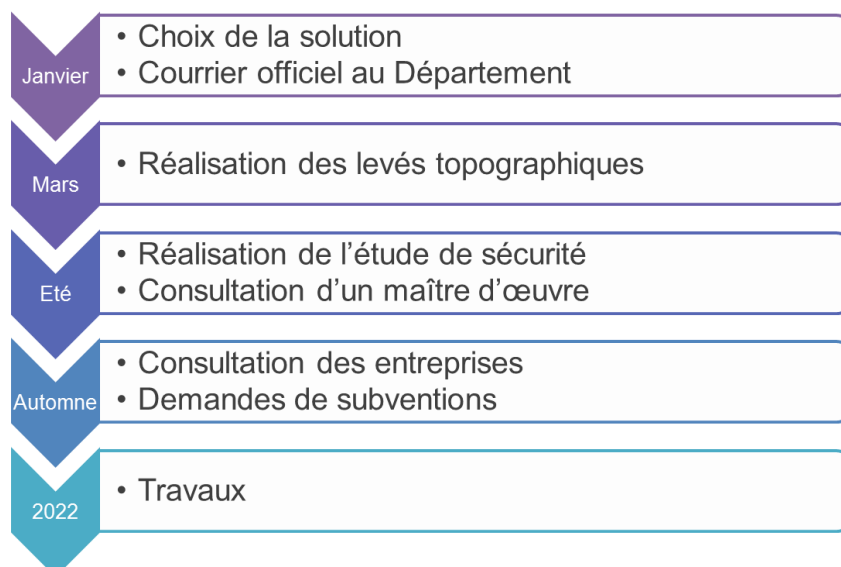 Janvier
• Choix de la solution
• Courrier officiel au Département
Mars
• Réalisation des levés topographiques
Eté
• Réalisation de l’étude de sécurité
• Consultation d’un maître d’œuvre
Automne
• Consultation des entreprises
• Demandes de subventions
2022
• Travaux